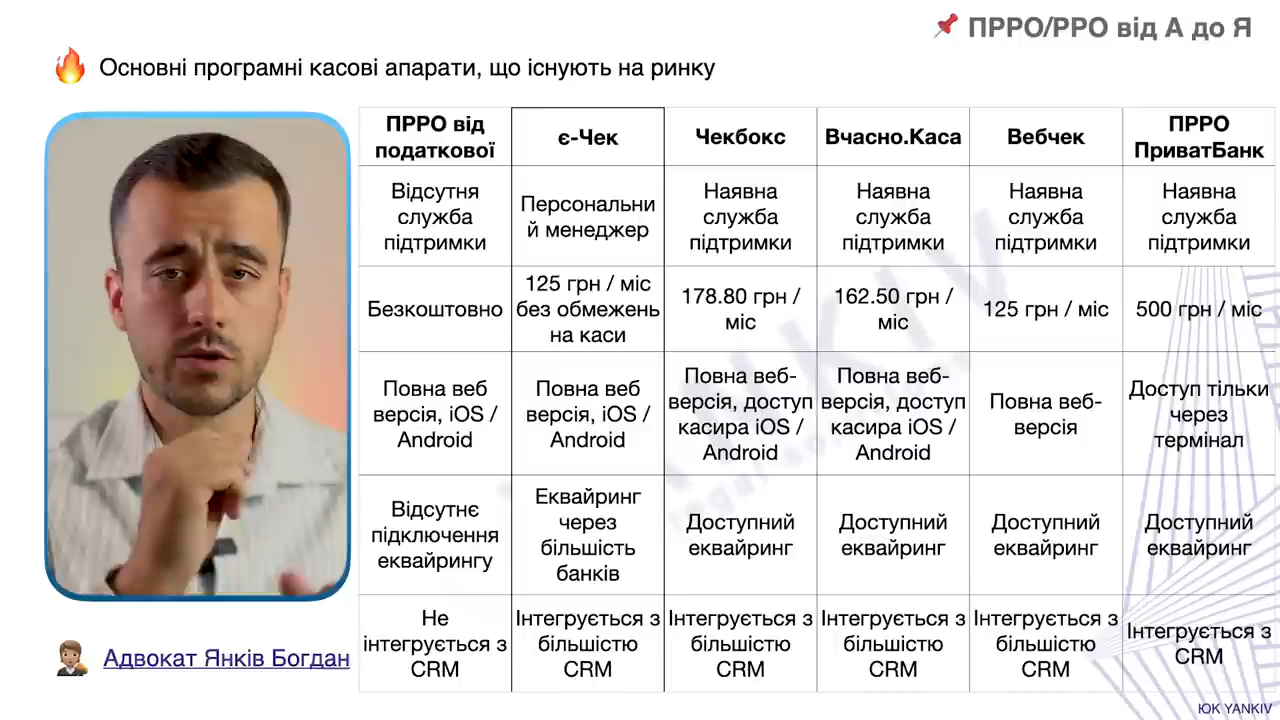 📌 ПРРО/РРО від А до Я
🔥 Основні програмні касові апарати, що існують на ринку
ПРРО від
податкової
є-Чек
Чекбокс
Вчасно.Каса
Вебчек
ПРРО
ПриватБанк
Відсутня
служба
підтримки
Персональни
й менеджер
Наявна
служба
підтримки
Наявна
служба
підтримки
Наявна
служба
підтримки
Наявна
служба
підтримки
Безкоштовно
125 грн / міс
без обмежень
на каси
178.80 грн /
міс
162.50 грн /
міс
125 грн / міс
500 грн / міс
Повна веб
версія, iOS /
Android
Повна веб
версія, iOS /
Android
Повна веб-
версія, доступ
касира iOS /
Android
Повна веб-
версія, доступ
касира iOS /
Android
Повна веб-
версія
Доступ тільки
через
термінал
Відсутнє
підключення
еквайрингу
Еквайринг
через
більшість
банків
Доступний
еквайринг
Доступний
еквайринг
Доступний
еквайринг
Доступний
еквайринг
Не
інтегрується з
CRM
Інтегрується з
більшістю
CRM
Інтегрується з
більшістю
CRM
Інтегрується з
більшістю
CRM
Інтегрується з
більшістю
CRM
Інтегрується з
CRM
Адвокат Янків Богдан
ЮК YANKIV